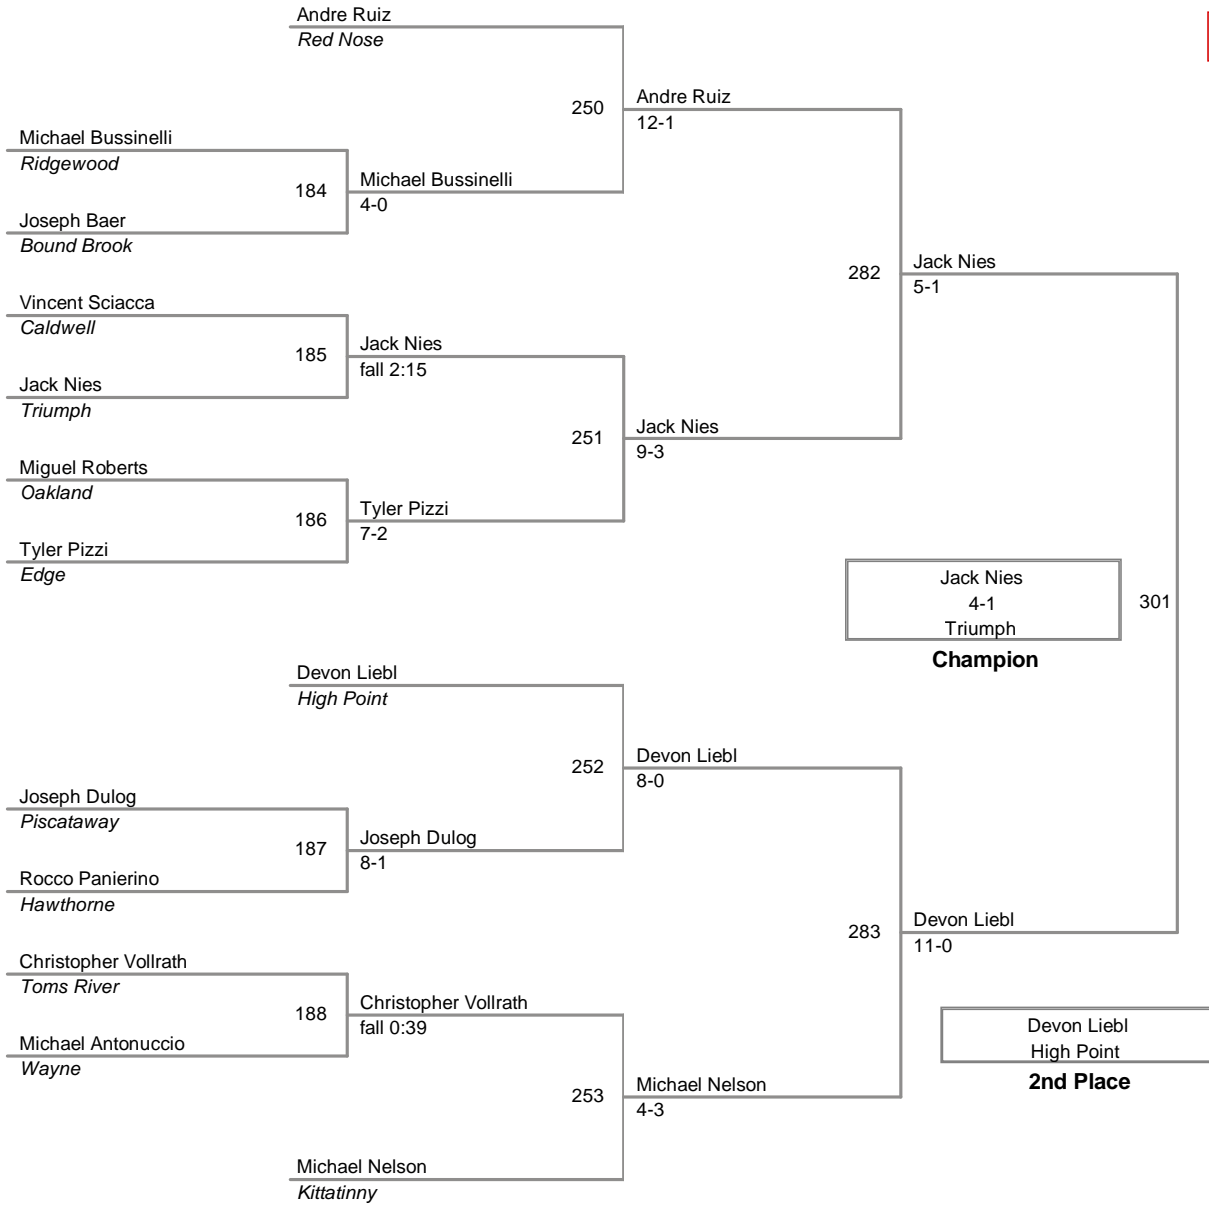 Andre Ruiz
Red Nose
250
Andre Ruiz
12-1
Michael Bussinelli
Ridgewood
184
Michael Bussinelli
4-0
Joseph Baer
Bound Brook
282
Jack Nies
5-1
Vincent Sciacca
Caldwell
185
Jack Nies
fall 2:15
Jack Nies
Triumph
251
Jack Nies
9-3
Miguel Roberts
Oakland
186
Tyler Pizzi
7-2
Tyler Pizzi
Edge
Jack Nies
4-1
Triumph
Champion
301
Devon Liebl
High Point
252
Devon Liebl
8-0
Joseph Dulog
Piscataway
187
Joseph Dulog
8-1
Rocco Panierino
Hawthorne
283
Devon Liebl
11-0
Christopher Vollrath
Toms River
188
Christopher Vollrath
fall 0:39
Michael Antonuccio
Wayne
Devon Liebl
High Point
2nd Place
253
Michael Nelson
4-3
Michael Nelson
Kittatinny